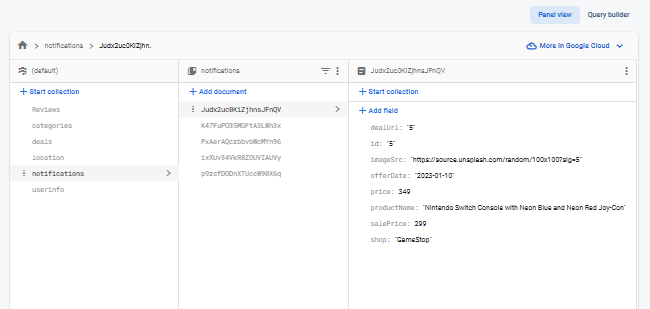 Panel view
Query builder
notifications
Judx2uc0KiZjhn.
More in Google Cloud
(default)
notifications
Judx2uc0KiZjhnsJFnQV
Start collection
Add document
Start collection
Add field
Reviews
categories
deals
location
notifications
userinfo
Judx2uc0KiZjhnsJFnQV
K47FuPO3SMGFtA3LWh3x
PxAerAQczbbvbWcMYn96
ixXUv34VkR8ZOUVIAUVy
p9zsfDODnXTUccW90X6q
dealUrl: "5"
id: "5"
imageSrc: "https://source.unsplash.com/random/100x100?sig=5"
offerDate: "2023-01-10"
price: 349
productName: "Nintendo Switch Console with Neon Blue and Neon Red Joy-Con"
salePrice: 299
shop: "GameStop"